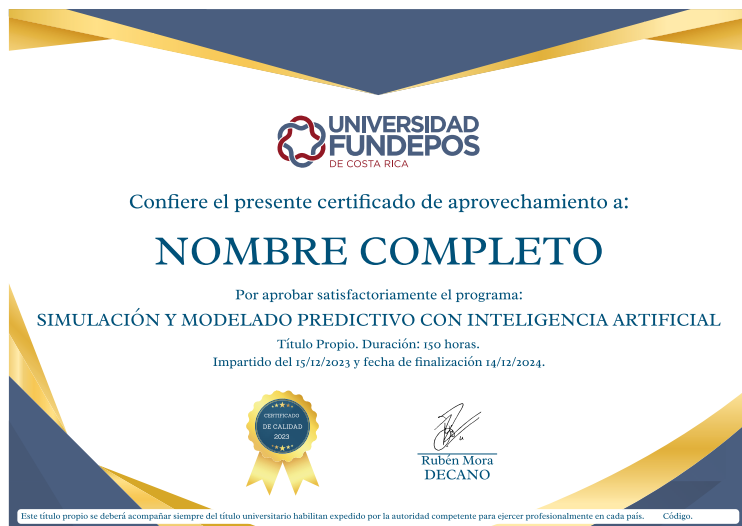 UNIVERSIDAD
FUNDEPOS
DE COSTA RICA
Confiere el presente certificado de aprovechamiento a:
NOMBRE COMPLETO
Por aprobar satisfactoriamente el programa:
SIMULACIÓN Y MODELADO PREDICTIVO CON INTELIGENCIA ARTIFICIAL
Título Propio. Duración: 150 horas.
Impartido del 15/12/2023 y fecha de finalización 14/12/2024.
CERTIFICADO
DE CALIDAD
2023
Rubén Mora
DECANO
Este título propio se deberá acompañar siempre del título universitario habilitan expedido por la autoridad competente para ejercer profesionalmente en cada país. Código.